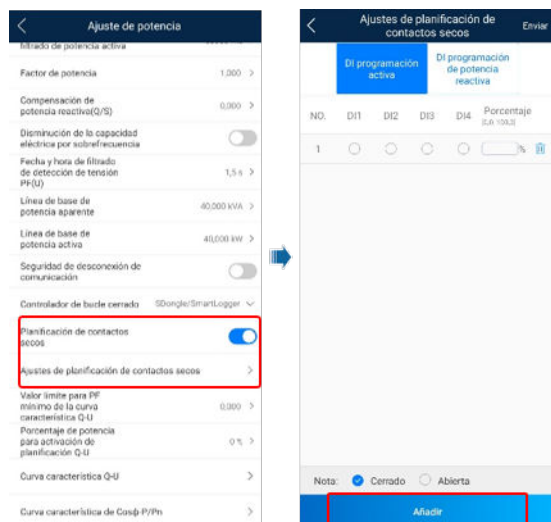 Ajuste de potencia
filtrado de potencia activa
Factor de potencia
1,000
Compensación de
potencia reactiva(Q/S)
0,000
Disminución de la capacidad
eléctrica por sobrefrecuencia
Fecha y hora de filtrado
de detección de tensión
PF(U)
1,5 s
Línea de base de
potencia aparente
40,000 kVA
Línea de base de
potencia activa
40,000 kW
Seguridad de desconexión de
comunicación
Controlador de bucle cerrado
SDongle/SmartLogger
Planificación de contactos
secos
Ajustes de planificación de contactos secos
Valor límite para PF
mínimo de la curva
característica Q-U
0,000
Porcentaje de potencia
para activación de
planificación Q-U
0 %
Curva característica Q-U
Curva característica de Cosφ-P/Pn
Ajustes de planificación de
contactos secos
Enviar
DI programación
activa
DI programación
de potencia
reactiva
NO. DI1 DI2 DI3 DI4 Porcentaje
1 %
Nota: Cerrado Abierta
Añadir